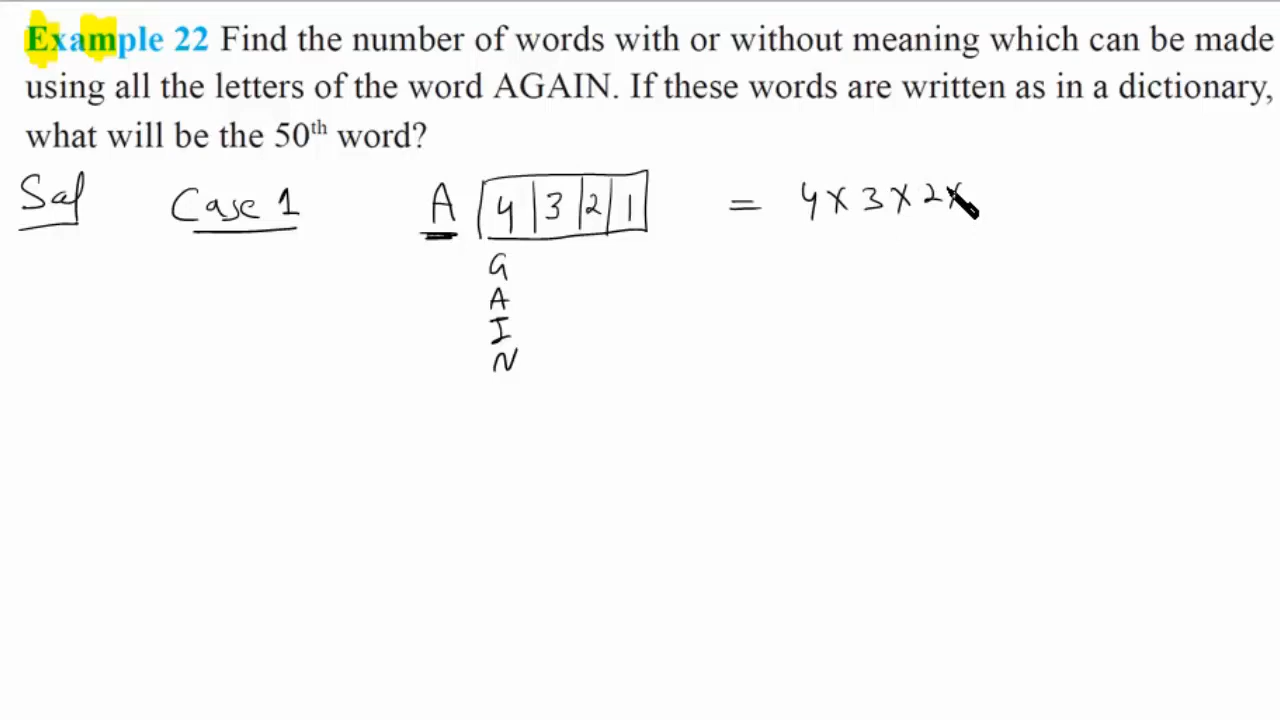 Example 22 Find the number of words with or without meaning which can be made
using all the letters of the word AGAIN. If these words are written as in a dictionary,
what will be the 50th word?
Sol Case 1 A 4 3 2 1 = 4 × 3 × 2 ×
G
A
I
N